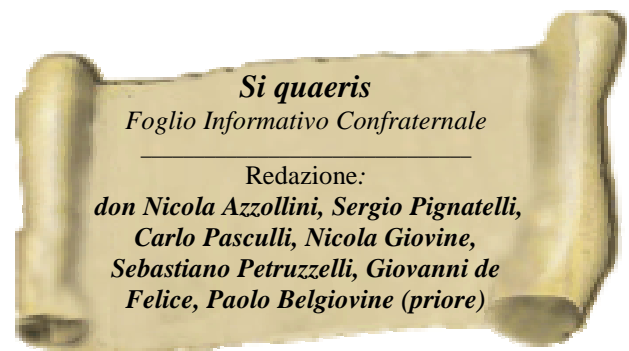 Si quaeris
Foglio Informativo Confraternale
Redazione:
don Nicola Azzollini, Sergio Pignatelli,
Carlo Pasculli, Nicola Giovine,
Sebastiano Petruzzelli, Giovanni de
Felice, Paolo Belgiovine (priore)